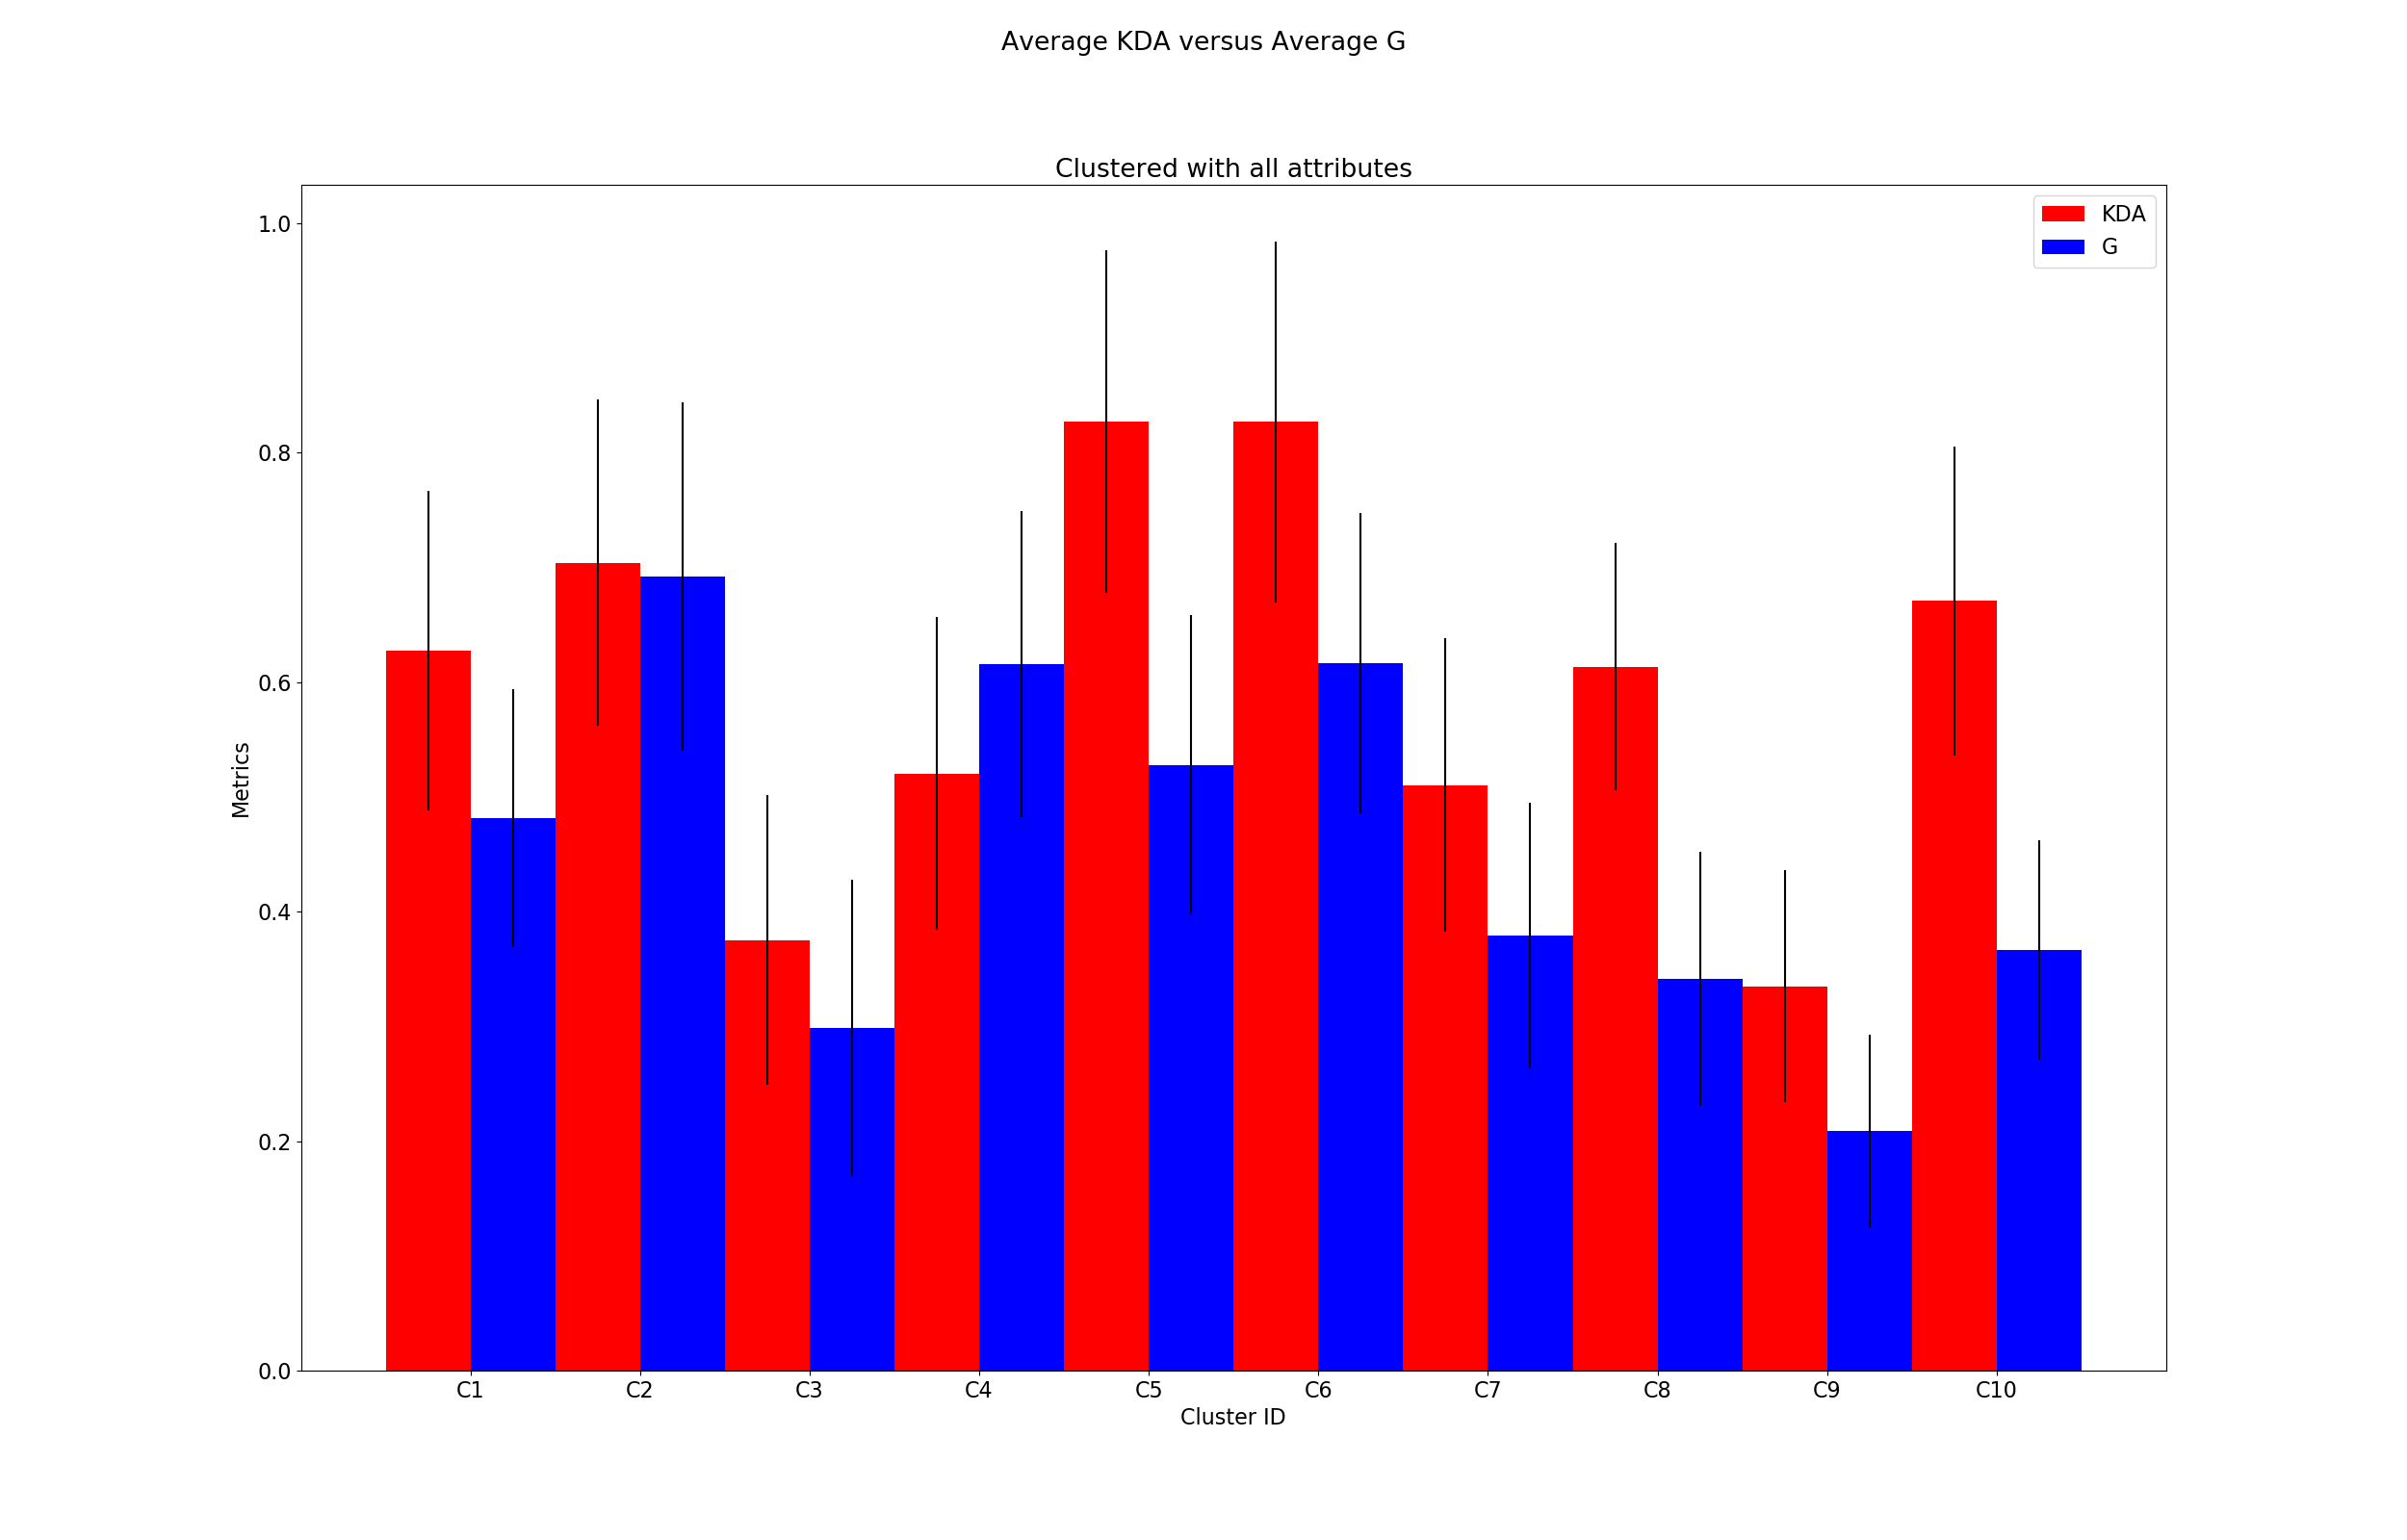 Average KDA versus Average G
Clustered with all attributes
KDA
G
1.0
0.8
0.6
0.4
0.2
0.0
Metrics
C1 C2 C3 C4 C5 C6 C7 C8 C9 C10
Cluster ID